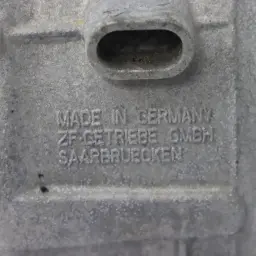 MADE IN GERMANY
ZF-GETRIEBE GMBH
SAARBRUECKEN